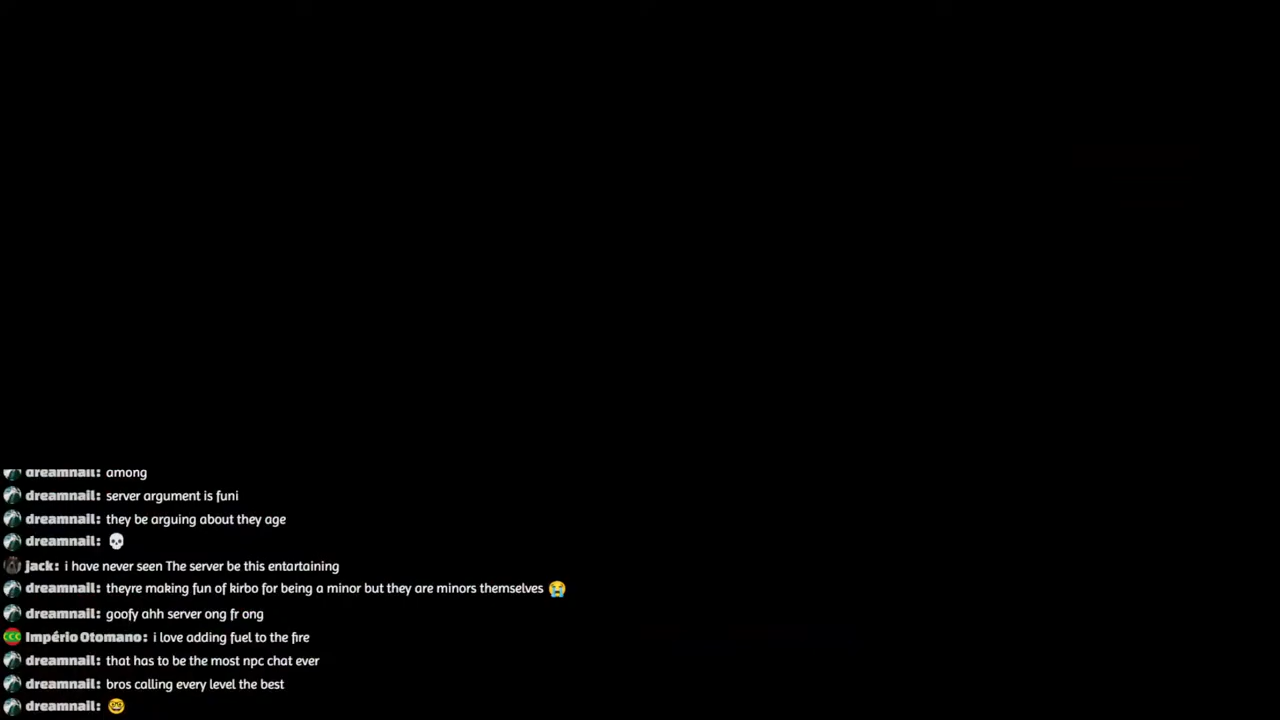 dreamnail: among
dreamnail: server argument is funi
dreamnail: they be arguing about they age
dreamnail: 💀
jack: i have never seen The server be this entartaining
dreamnail: theyre making fun of kirbo for being a minor but they are minors themselves 😭
dreamnail: goofy ahh server ong fr ong
Império Otomano: i love adding fuel to the fire
dreamnail: that has to be the most npc chat ever
dreamnail: bros calling every level the best
dreamnail: 🤓